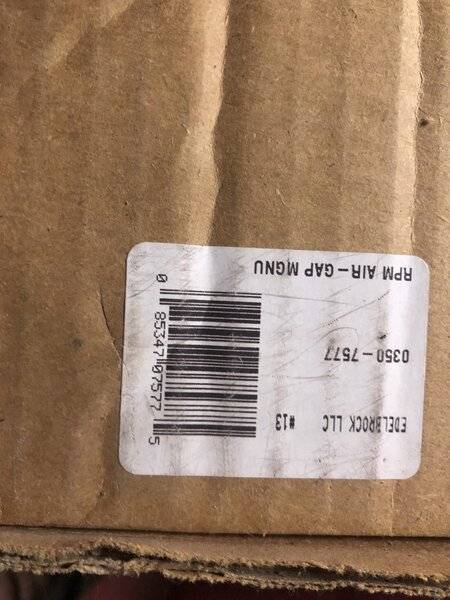 EDELBROCK LLC #13
0350-7577
RPM AIR-GAP MGNU
0 85347 07577 5